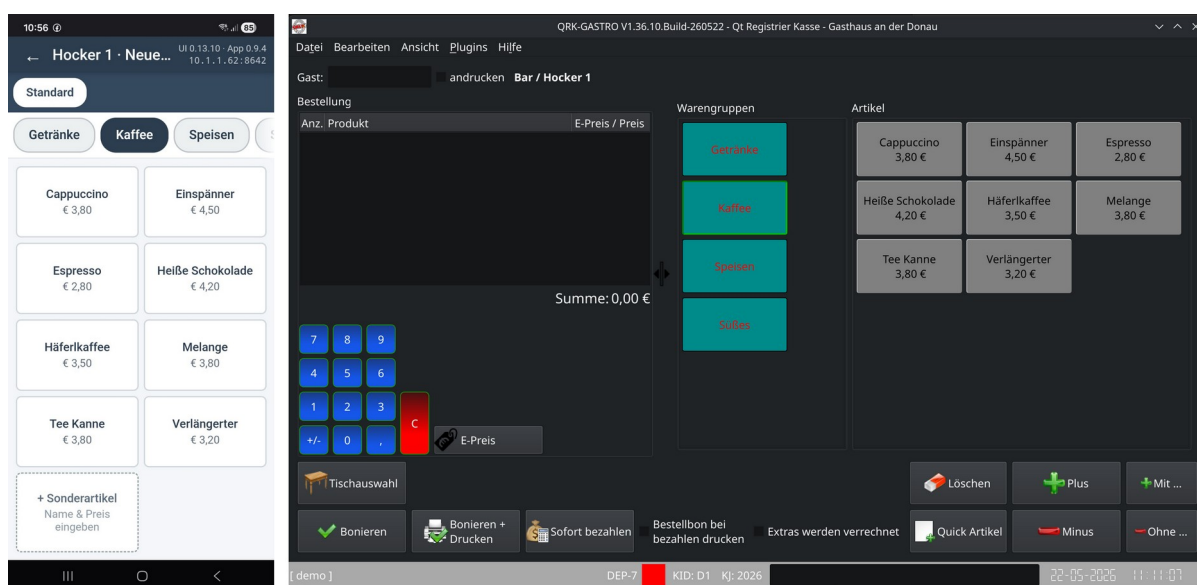 10:56
85
← Hocker 1 · Neue...
UI 0.13.10 · App 0.9.4
10.1.1.62:8642
Standard
Getränke
Kaffee
Speisen
S
Cappuccino
€ 3,80
Einspänner
€ 4,50
Espresso
€ 2,80
Heiße Schokolade
€ 4,20
Häferlkaffee
€ 3,50
Melange
€ 3,80
Tee Kanne
€ 3,80
Verlängerter
€ 3,20
+ Sonderartikel
Name & Preis
eingeben
QRK-GASTRO V1.36.10.Build-260522 - Qt Registrier Kasse - Gasthaus an der Donau
Datei Bearbeiten Ansicht Plugins Hilfe
Gast:
andrucken
Bar / Hocker 1
Bestellung
Anz. Produkt
E-Preis / Preis
Summe: 0,00 €
7 8 9
4 5 6
1 2 3
+/- 0 ,
C
E-Preis
Warengruppen
Getränke
Kaffee
Speisen
Süßes
Artikel
Cappuccino
3,80 €
Einspänner
4,50 €
Espresso
2,80 €
Heiße Schokolade
4,20 €
Häferlkaffee
3,50 €
Melange
3,80 €
Tee Kanne
3,80 €
Verlängerter
3,20 €
Tischauswahl
Löschen
Plus
Mit ...
Bonieren
Bonieren +
Drucken
Sofort bezahlen
Bestellbon bei
bezahlen drucken
Extras werden verrechnet
Quick Artikel
Minus
Ohne ...
[ demo ]
DEP-7
KID: D1 KJ: 2026
22-05-2026 11:11:07